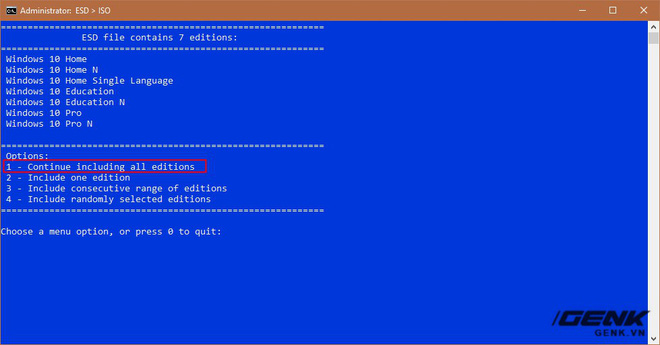 Administrator: ESD > ISO
============================================================
ESD file contains 7 editions:
============================================================
Windows 10 Home
Windows 10 Home N
Windows 10 Home Single Language
Windows 10 Education
Windows 10 Education N
Windows 10 Pro
Windows 10 Pro N
============================================================
Options:
1 - Continue including all editions
2 - Include one edition
3 - Include consecutive range of editions
4 - Include randomly selected editions
============================================================
Choose a menu option, or press 0 to quit:
GENK
GENK.VN